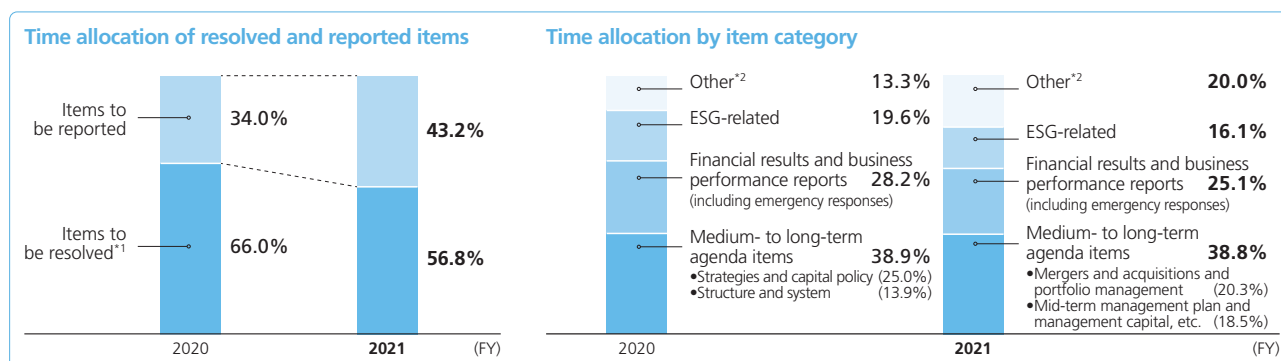 Time allocation of resolved and reported items
Items to
be reported
34.0%
43.2%
Items to
be resolved*1
66.0%
56.8%
2020
2021
(FY)
Time allocation by item category
Other*2
13.3%
ESG-related
19.6%
Financial results and business
performance reports 28.2%
(including emergency responses)
Medium- to long-term
agenda items 38.9%
•Strategies and capital policy (25.0%)
•Structure and system (13.9%)
Other*2
20.0%
ESG-related
16.1%
Financial results and business
performance reports 25.1%
(including emergency responses)
Medium- to long-term
agenda items 38.8%
•Mergers and acquisitions and
portfolio management (20.3%)
•Mid-term management plan and
management capital, etc. (18.5%)
2020
2021
(FY)